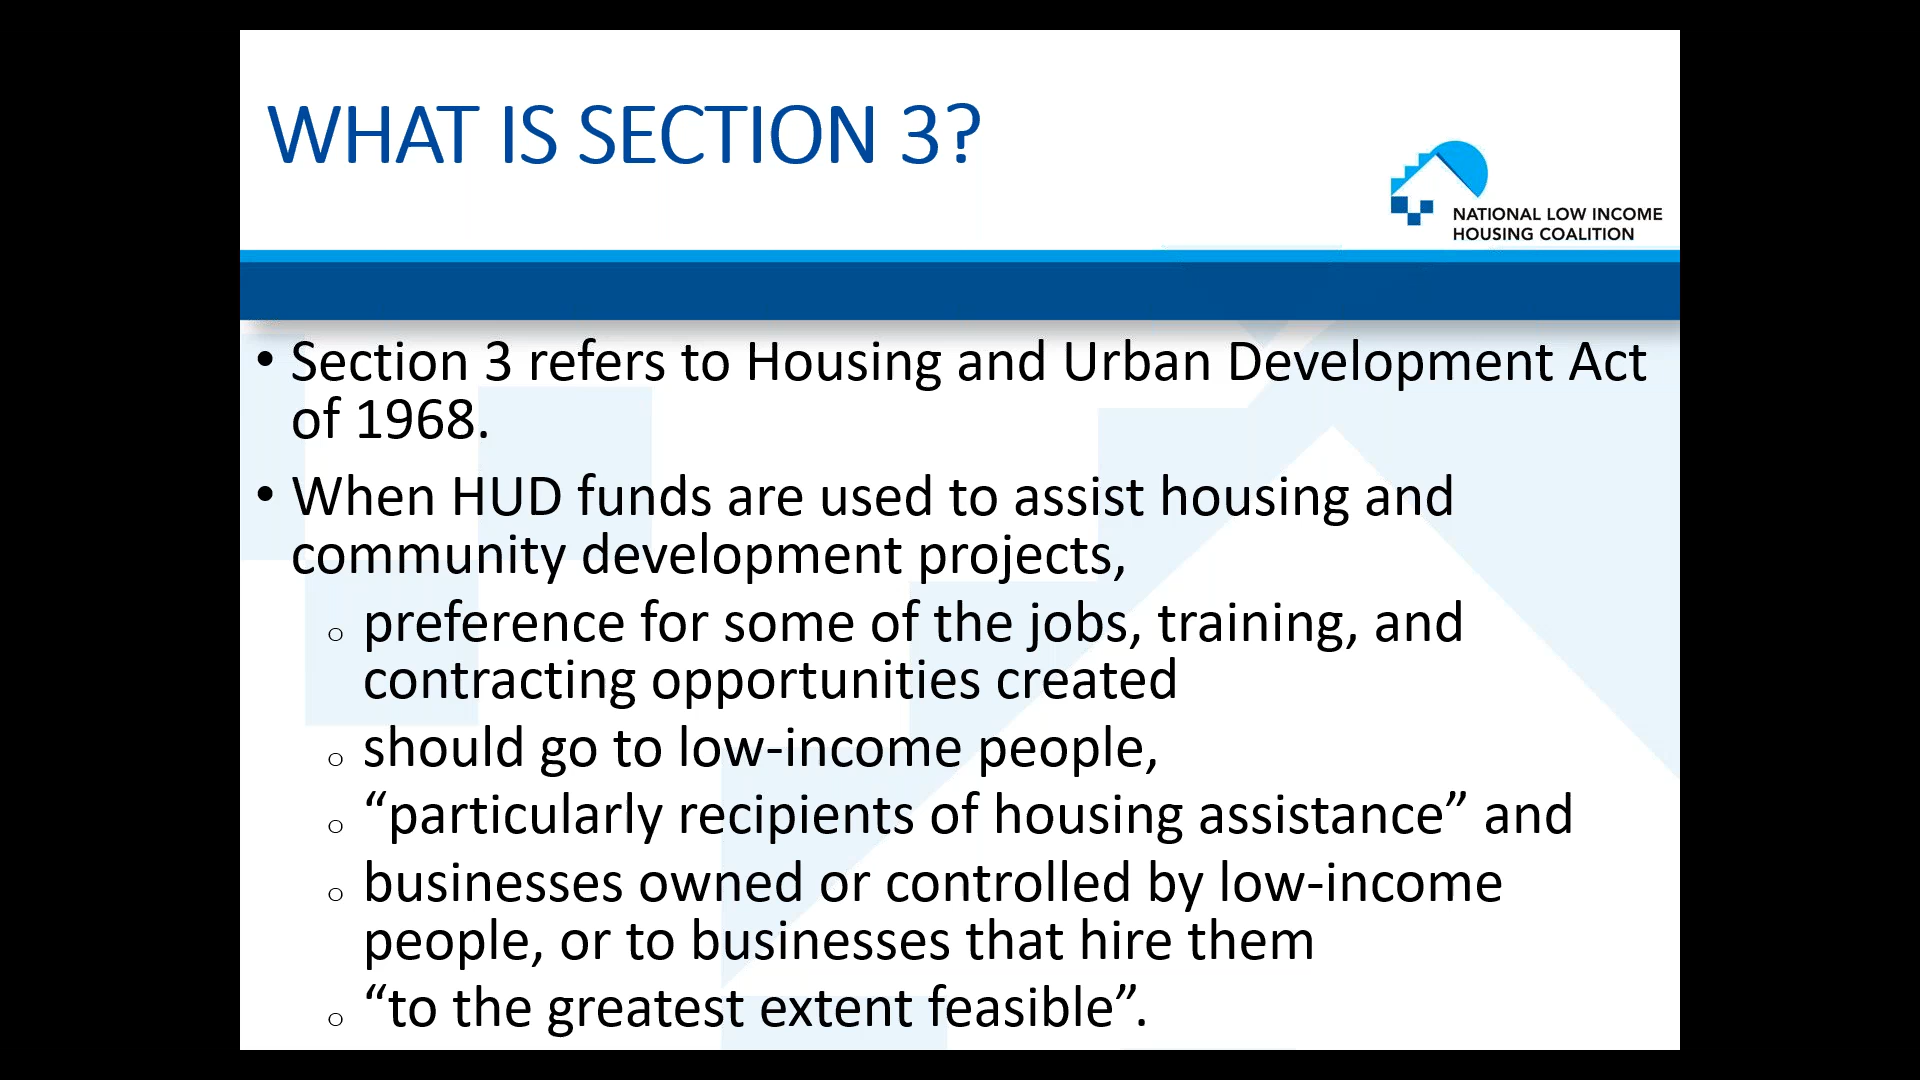 WHAT IS SECTION 3?
NATIONAL LOW INCOME
HOUSING COALITION
• Section 3 refers to Housing and Urban Development Act
of 1968.
• When HUD funds are used to assist housing and
community development projects,
o preference for some of the jobs, training, and
contracting opportunities created
o should go to low-income people,
o “particularly recipients of housing assistance” and
o businesses owned or controlled by low-income
people, or to businesses that hire them
o “to the greatest extent feasible”.